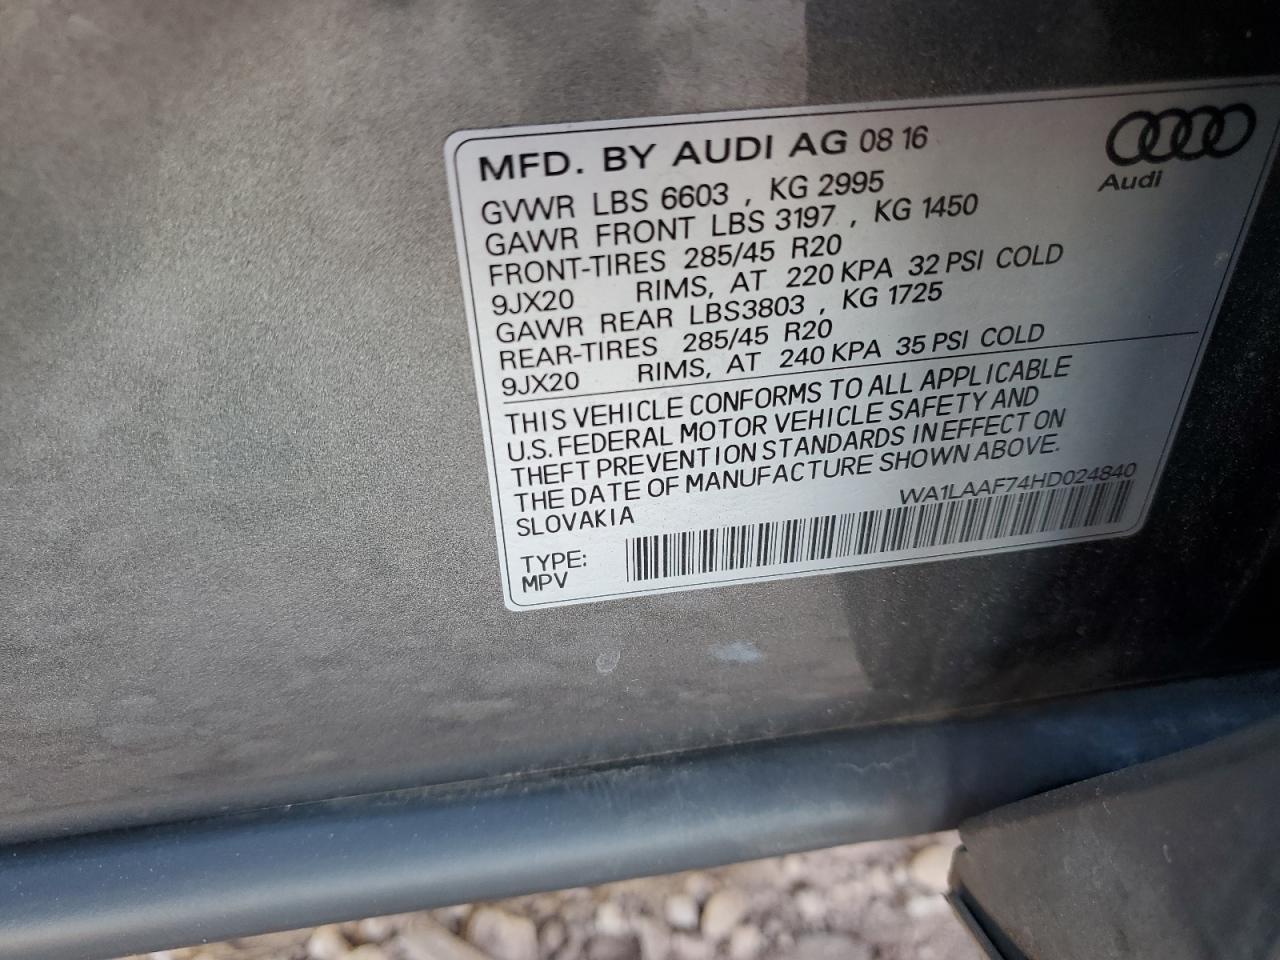 MFD. BY AUDI AG 08 16
Audi
GVWR LBS 6603 , KG 2995
GAWR FRONT LBS 3197 , KG 1450
FRONT-TIRES 285/45 R20
9JX20 RIMS, AT 220 KPA 32 PSI COLD
GAWR REAR LBS3803 , KG 1725
REAR-TIRES 285/45 R20
9JX20 RIMS, AT 240 KPA 35 PSI COLD
THIS VEHICLE CONFORMS TO ALL APPLICABLE
U.S. FEDERAL MOTOR VEHICLE SAFETY AND
THEFT PREVENTION STANDARDS IN EFFECT ON
THE DATE OF MANUFACTURE SHOWN ABOVE.
SLOVAKIA
WA1LAAF74HD024840
TYPE:
MPV